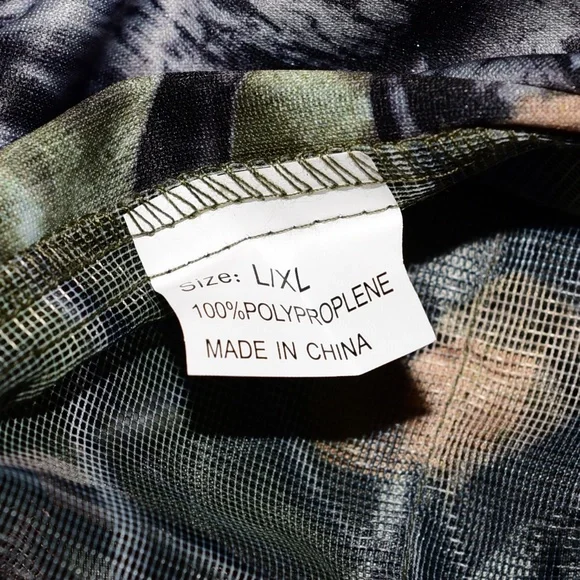 Size: L/XL
100%POLYPROPLENE
MADE IN CHINA